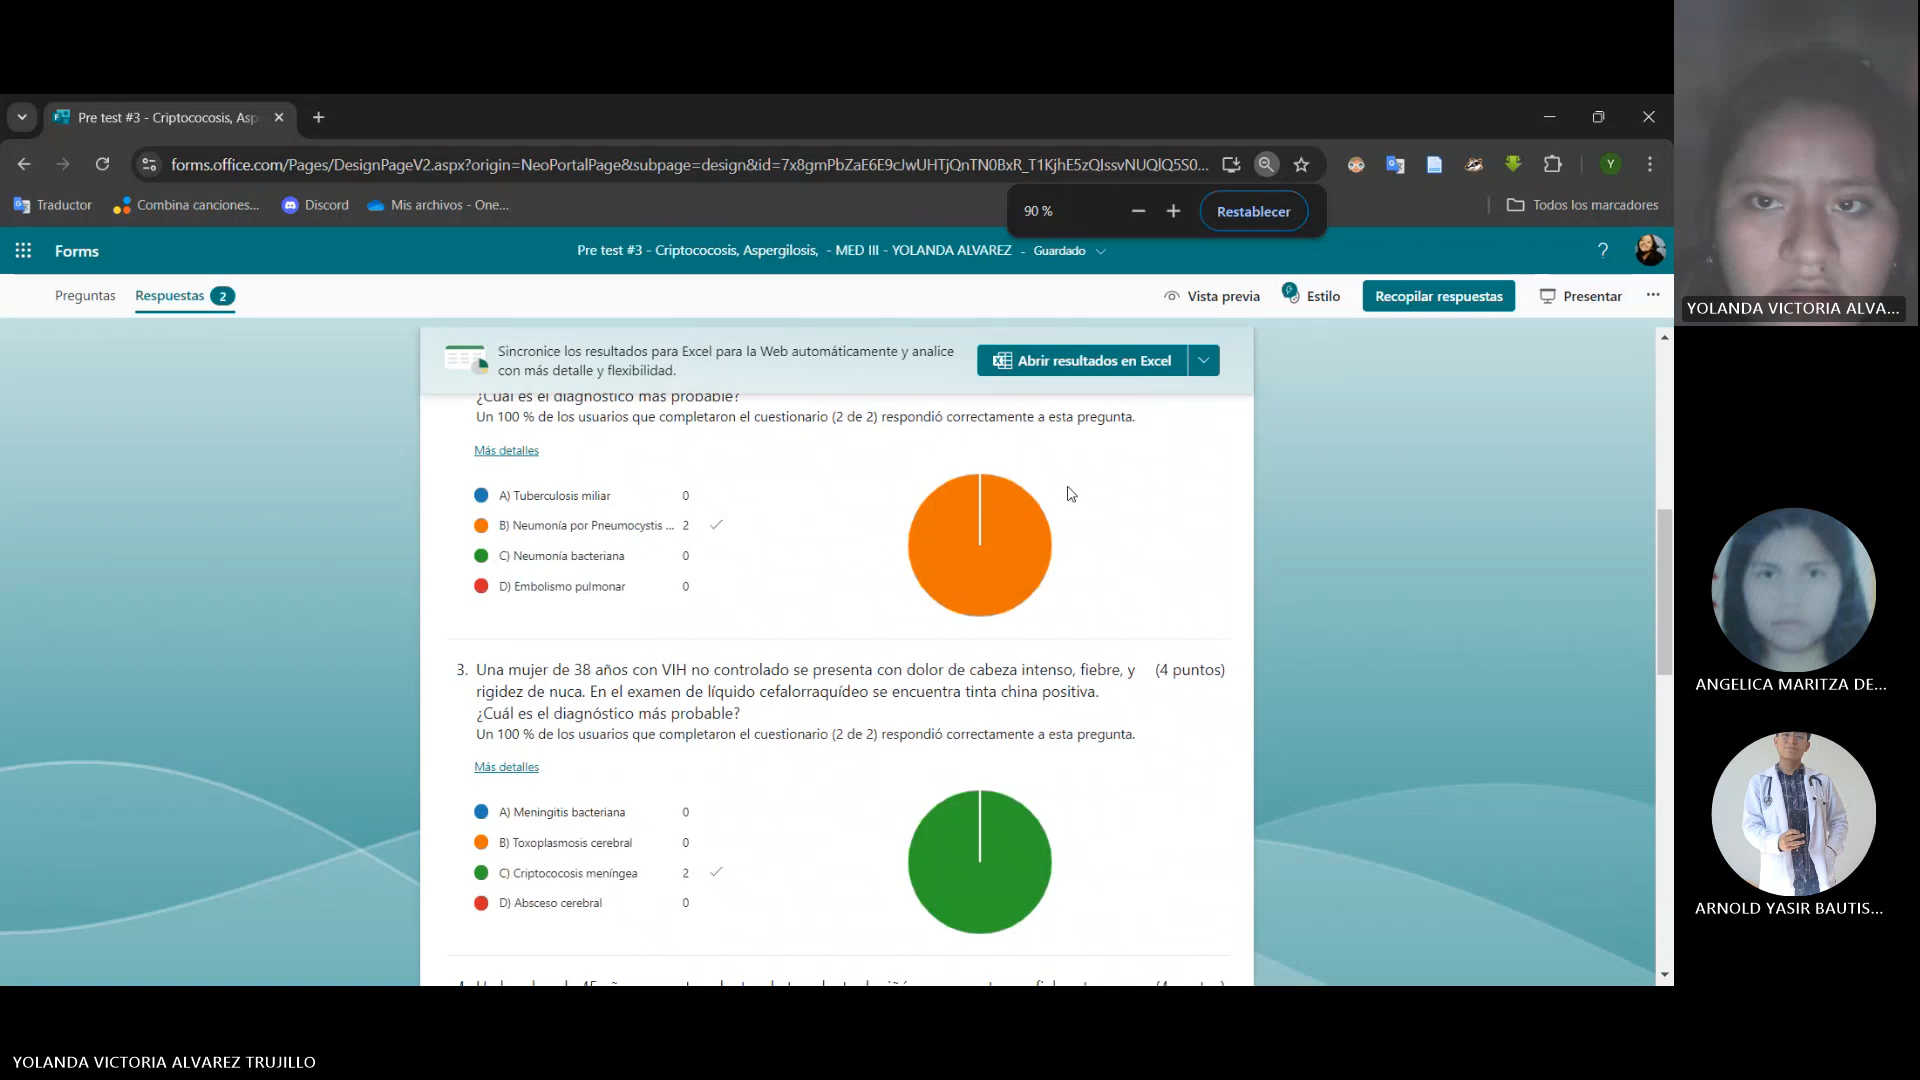 Pre test #3 - Criptococosis, Asp
forms.office.com/Pages/DesignPageV2.aspx?origin=NeoPortalPage&subpage=design&id=7x8gmPbZaE6E9cJwUHTjQnTN0BxR_T1KjhE5zQIssvNUQlQ5S0...
Y
Traductor
Combina canciones...
Discord
Mis archivos - One...
Todos los marcadores
90 %
Restablecer
Forms
Pre test #3 - Criptococosis, Aspergilosis, - MED III - YOLANDA ALVAREZ - Guardado
?
Preguntas
Respuestas 2
Vista previa
Estilo
Recopilar respuestas
Presentar
Sincronice los resultados para Excel para la Web automáticamente y analice
con más detalle y flexibilidad.
Abrir resultados en Excel
¿Cuál es el diagnóstico más probable?
Un 100 % de los usuarios que completaron el cuestionario (2 de 2) respondió correctamente a esta pregunta.
Más detalles
A) Tuberculosis miliar 0
B) Neumonía por Pneumocystis ... 2
C) Neumonía bacteriana 0
D) Embolismo pulmonar 0
3. Una mujer de 38 años con VIH no controlado se presenta con dolor de cabeza intenso, fiebre, y (4 puntos)
rigidez de nuca. En el examen de líquido cefalorraquídeo se encuentra tinta china positiva.
¿Cuál es el diagnóstico más probable?
Un 100 % de los usuarios que completaron el cuestionario (2 de 2) respondió correctamente a esta pregunta.
Más detalles
A) Meningitis bacteriana 0
B) Toxoplasmosis cerebral 0
C) Criptococosis meníngea 2
D) Absceso cerebral 0
YOLANDA VICTORIA ALVA...
ANGELICA MARITZA DE...
ARNOLD YASIR BAUTIS...
YOLANDA VICTORIA ALVAREZ TRUJILLO